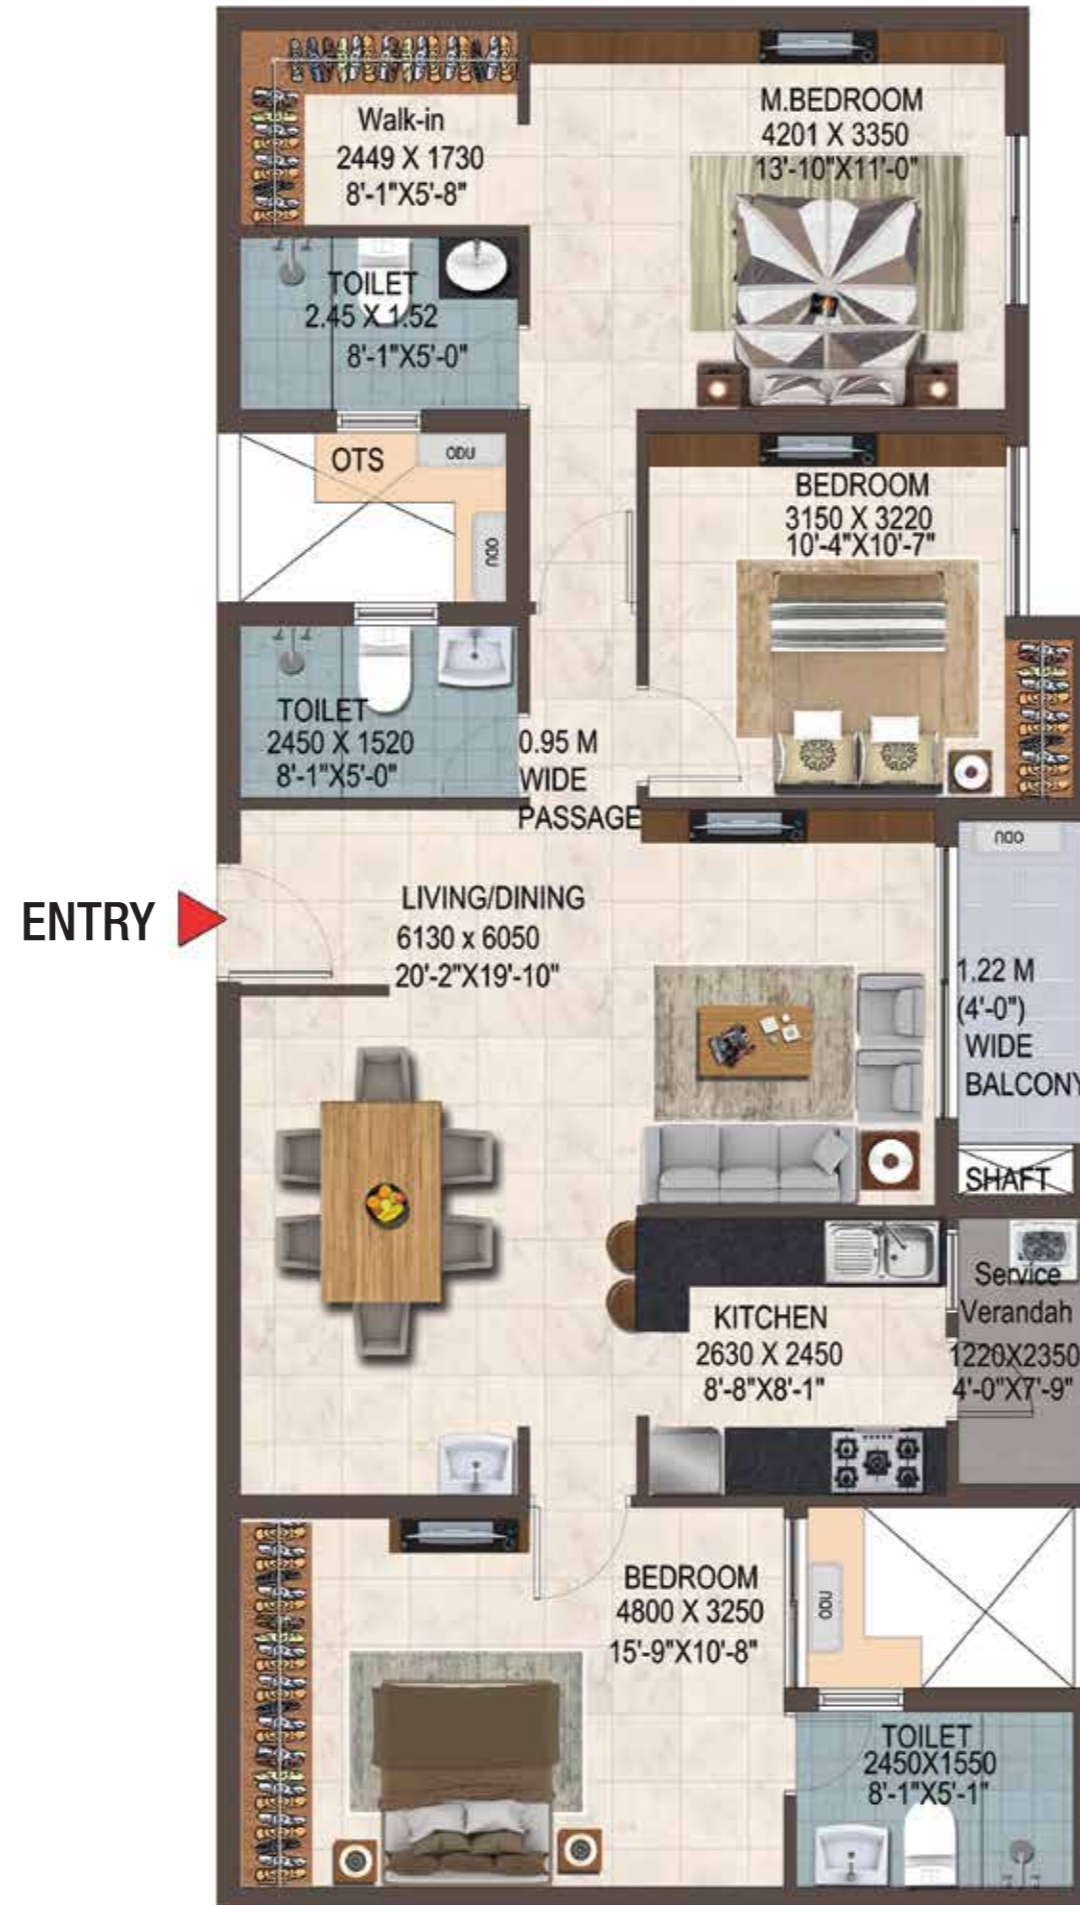 Walk-in
2449 X 1730
8'-1"X5'-8"
M.BEDROOM
4201 X 3350
13'-10"X11'-0"
TOILET
2.45 X 1.52
8'-1"X5'-0"
OTS
ODU
ODU
BEDROOM
3150 X 3220
10'-4"X10'-7"
TOILET
2450 X 1520
8'-1"X5'-0"
0.95 M
WIDE
PASSAGE
ODU
ENTRY
LIVING/DINING
6130 x 6050
20'-2"X19'-10"
1.22 M
(4'-0")
WIDE
BALCONY
SHAFT
KITCHEN
2630 X 2450
8'-8"X8'-1"
Service
Verandah
1220X2350
4'-0"X7'-9"
BEDROOM
4800 X 3250
15'-9"X10'-8"
ODU
TOILET
2450X1550
8'-1"X5'-1"